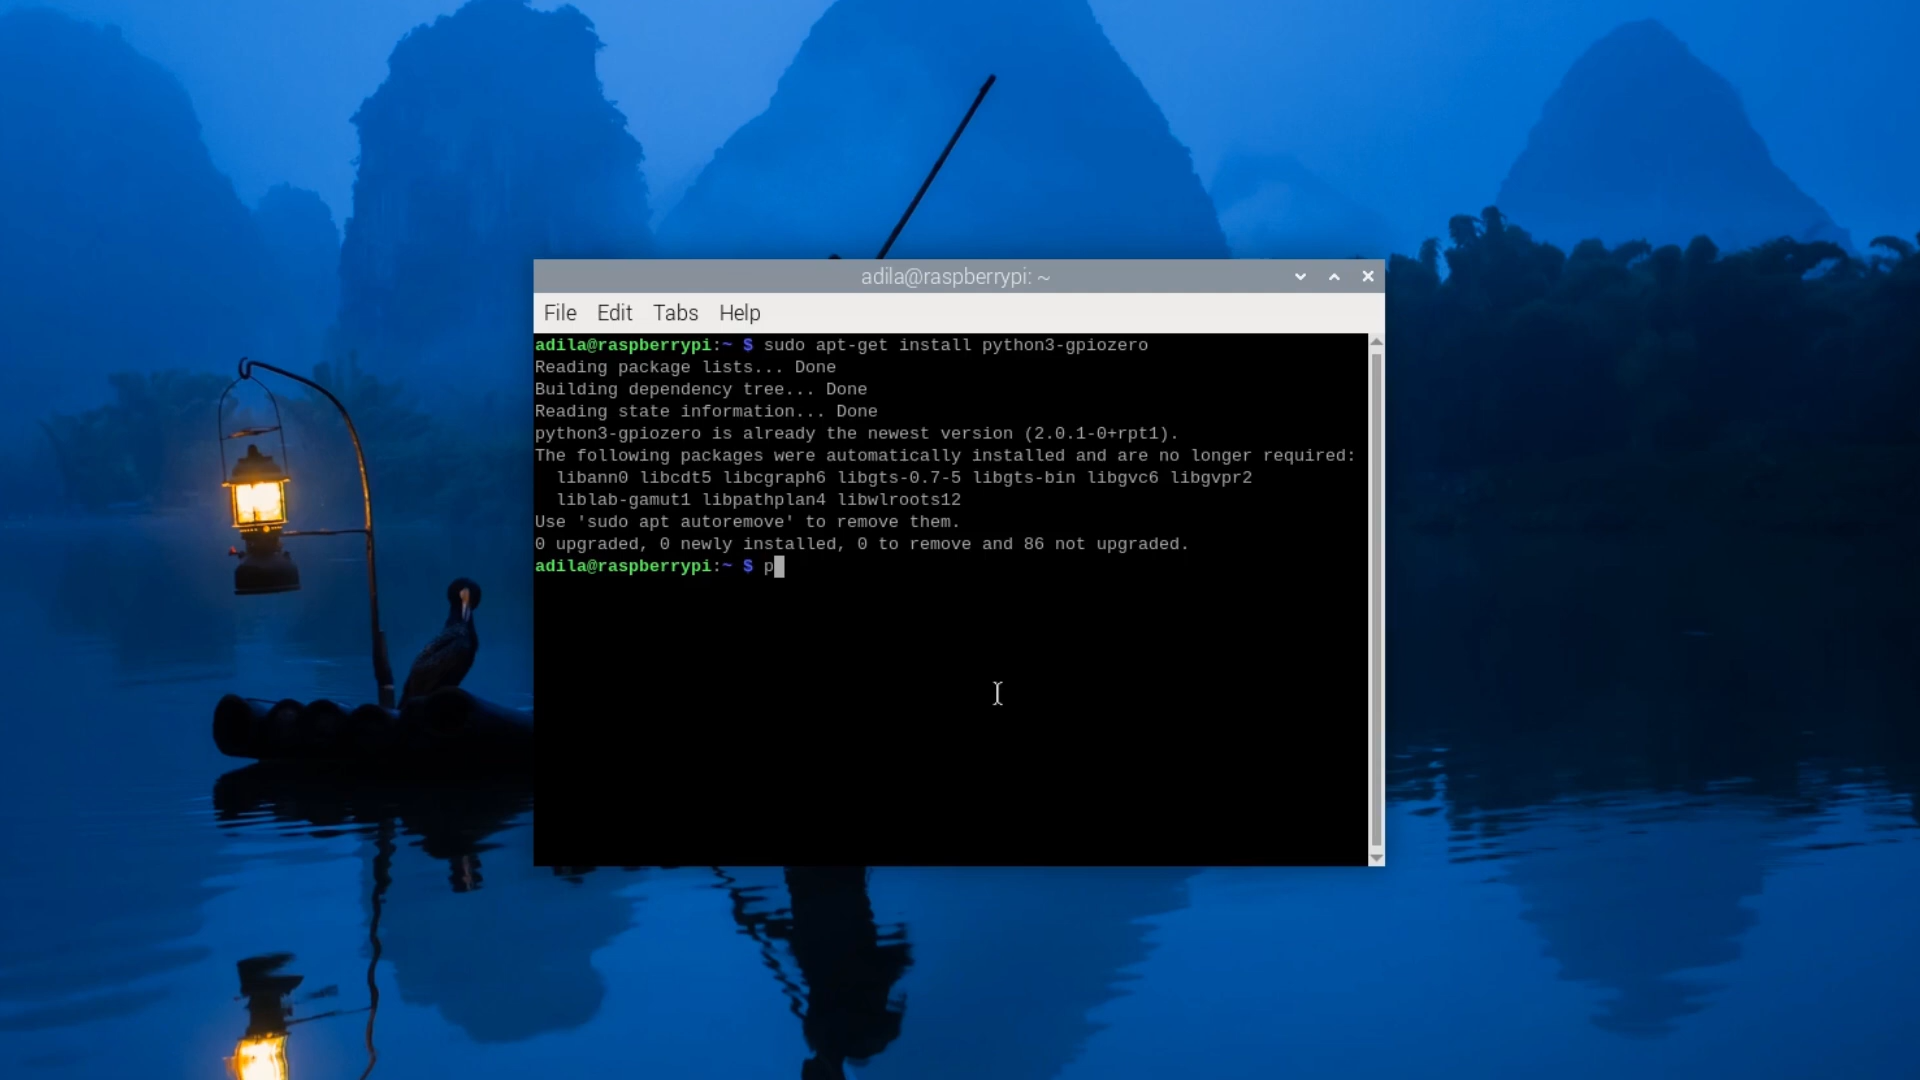 adila@raspberrypi: ~
File Edit Tabs Help
adila@raspberrypi:~ $ sudo apt-get install python3-gpiozero
Reading package lists... Done
Building dependency tree... Done
Reading state information... Done
python3-gpiozero is already the newest version (2.0.1-0+rpt1).
The following packages were automatically installed and are no longer required:
  libann0 libcdt5 libcgraph6 libgts-0.7-5 libgts-bin libgvc6 libgvpr2
  liblab-gamut1 libpathplan4 libwlroots12
Use 'sudo apt autoremove' to remove them.
0 upgraded, 0 newly installed, 0 to remove and 86 not upgraded.
adila@raspberrypi:~ $ p